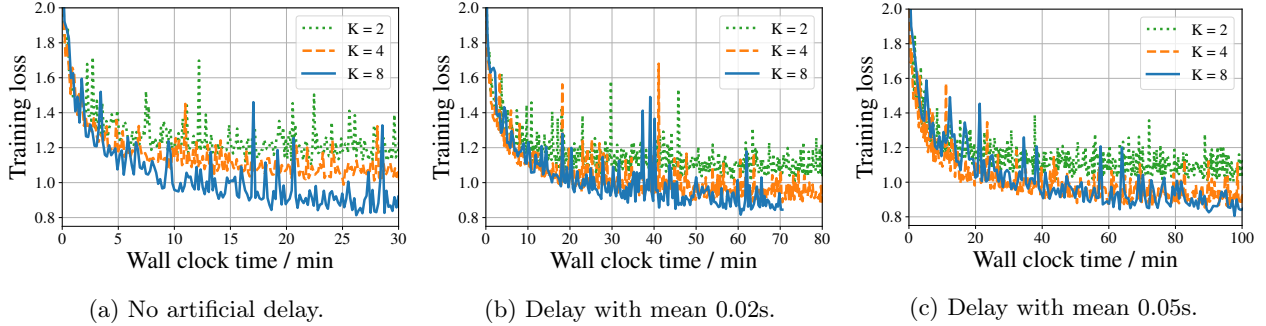 2.0
1.8
1.6
1.4
1.2
1.0
0.8
Training loss
0 5 10 15 20 25 30
Wall clock time / min
K = 2
K = 4
K = 8
(a) No artificial delay.
2.0
1.8
1.6
1.4
1.2
1.0
0.8
Training loss
0 10 20 30 40 50 60 70 80
Wall clock time / min
K = 2
K = 4
K = 8
(b) Delay with mean 0.02s.
2.0
1.8
1.6
1.4
1.2
1.0
0.8
Training loss
0 20 40 60 80 100
Wall clock time / min
K = 2
K = 4
K = 8
(c) Delay with mean 0.05s.